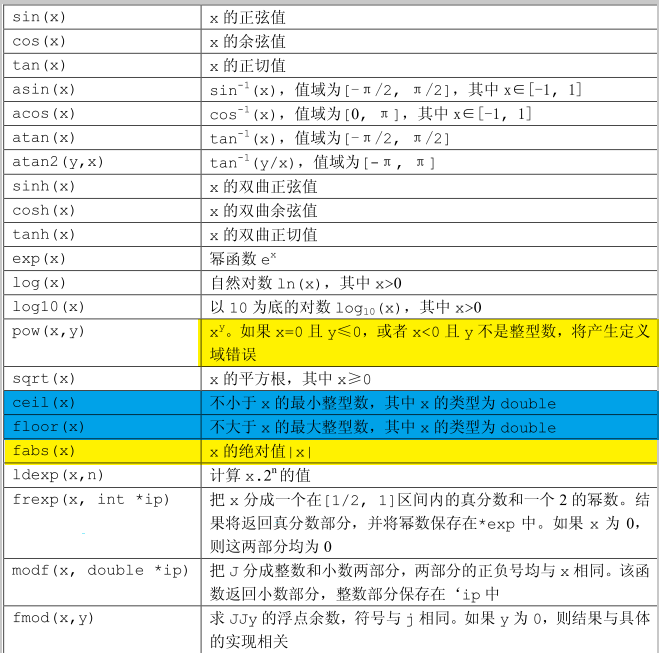 sin(x) x 的正弦值
cos(x) x 的余弦值
tan(x) x 的正切值
asin(x) sin⁻¹(x)，值域为[-π/2, π/2]，其中 x∈[-1, 1]
acos(x) cos⁻¹(x)，值域为[0, π]，其中 x∈[-1, 1]
atan(x) tan⁻¹(x)，值域为[-π/2, π/2]
atan2(y,x) tan⁻¹(y/x)，值域为[-π, π]
sinh(x) x 的双曲正弦值
cosh(x) x 的双曲余弦值
tanh(x) x 的双曲正切值
exp(x) 幂函数 eˣ
log(x) 自然对数 ln(x)，其中 x>0
log10(x) 以 10 为底的对数 log₁₀(x)，其中 x>0
pow(x,y) xʸ。如果 x=0 且 y≤0，或者 x<0 且 y 不是整型数，将产生定义
域错误
sqrt(x) x 的平方根，其中 x≥0
ceil(x) 不小于 x 的最小整型数，其中 x 的类型为 double
floor(x) 不大于 x 的最大整型数，其中 x 的类型为 double
fabs(x) x 的绝对值|x|
ldexp(x,n) 计算 x.2ⁿ的值
frexp(x, int *ip) 把 x 分成一个在[1/2, 1]区间内的真分数和一个 2 的幂数。结
果将返回真分数部分，并将幂数保存在*exp 中。如果 x 为 0，
则这两部分均为 0
modf(x, double *ip) 把 J 分成整数和小数两部分，两部分的正负号均与 x 相同。该函
数返回小数部分，整数部分保存在‘ip 中
fmod(x,y) 求 JJy 的浮点余数，符号与 j 相同。如果 y 为 0，则结果与具体
的实现相关